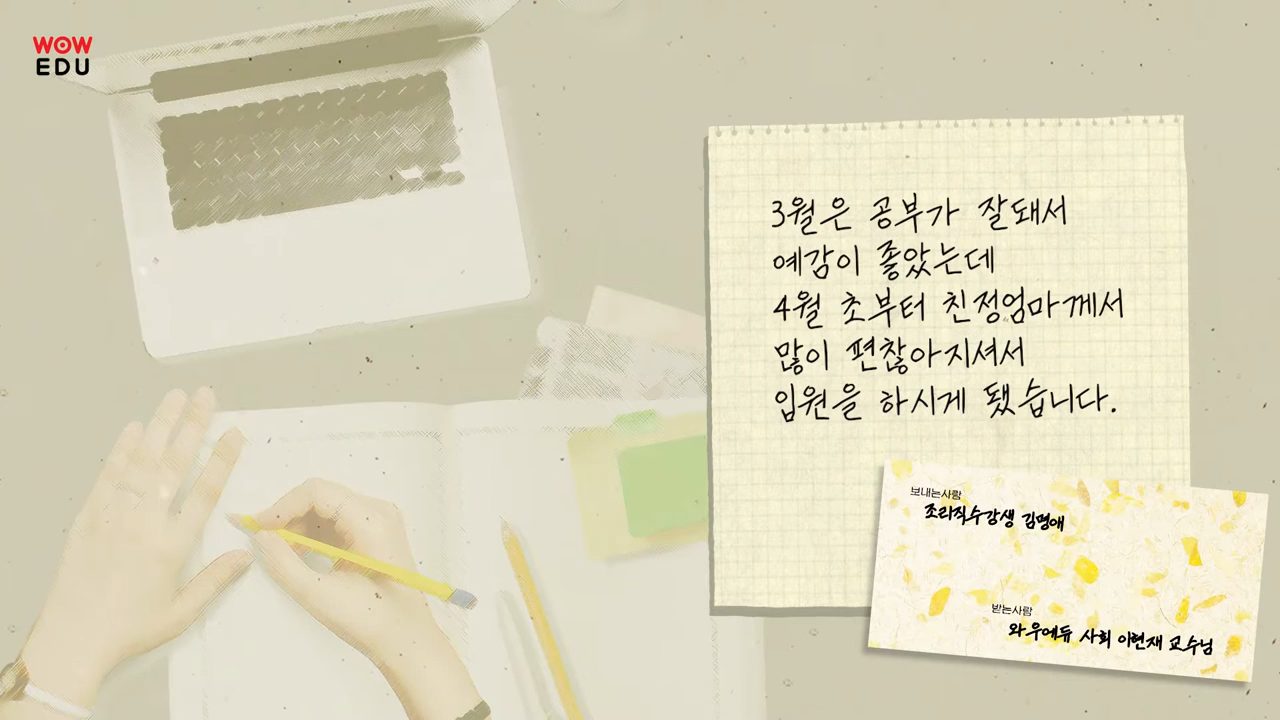 WOW
EDU
3월은 공부가 잘돼서
예감이 좋았는데
4월 초부터 친정엄마께서
많이 편찮아지셔서
입원을 하시게 됐습니다.
보내는사람
조리직수강생 김명애
받는사람
와우에듀 사회 이현재 교수님